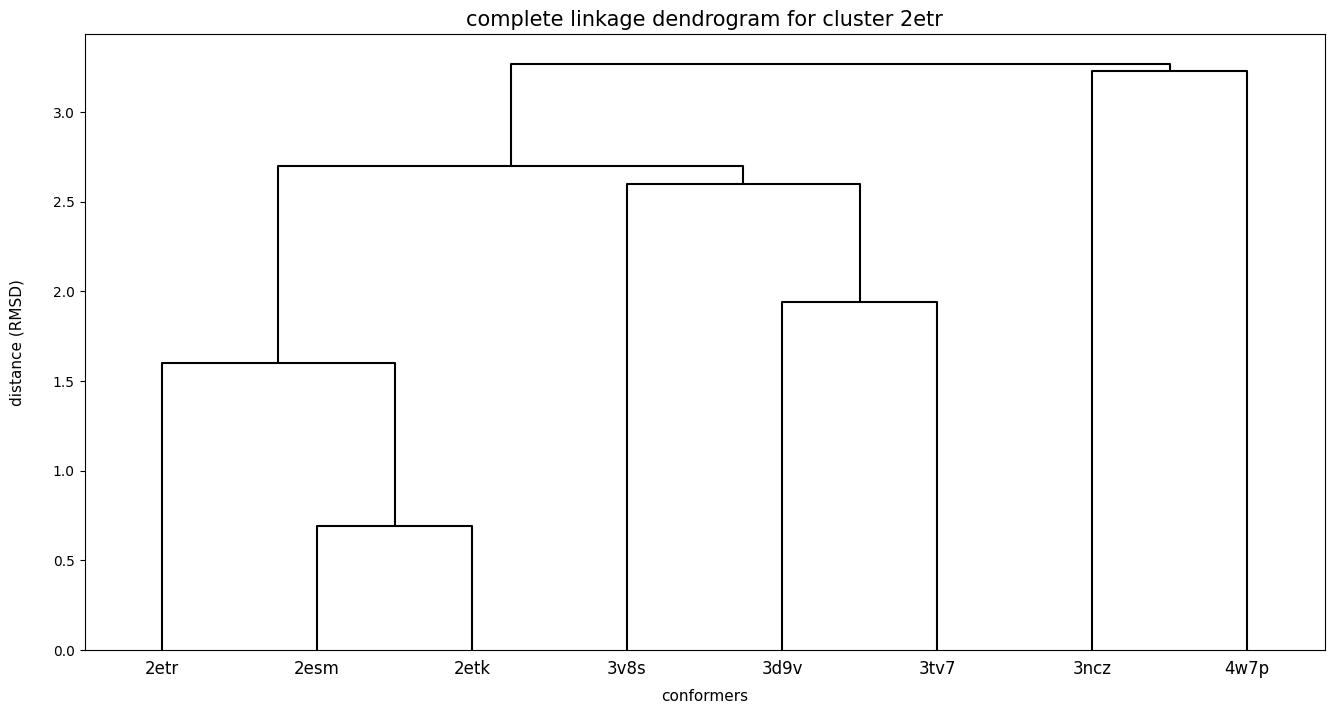 complete linkage dendrogram for cluster 2etr
distance (RMSD)
3.0
2.5
2.0
1.5
1.0
0.5
0.0
2etr 2esm 2etk 3v8s 3d9v 3tv7 3ncz 4w7p
conformers